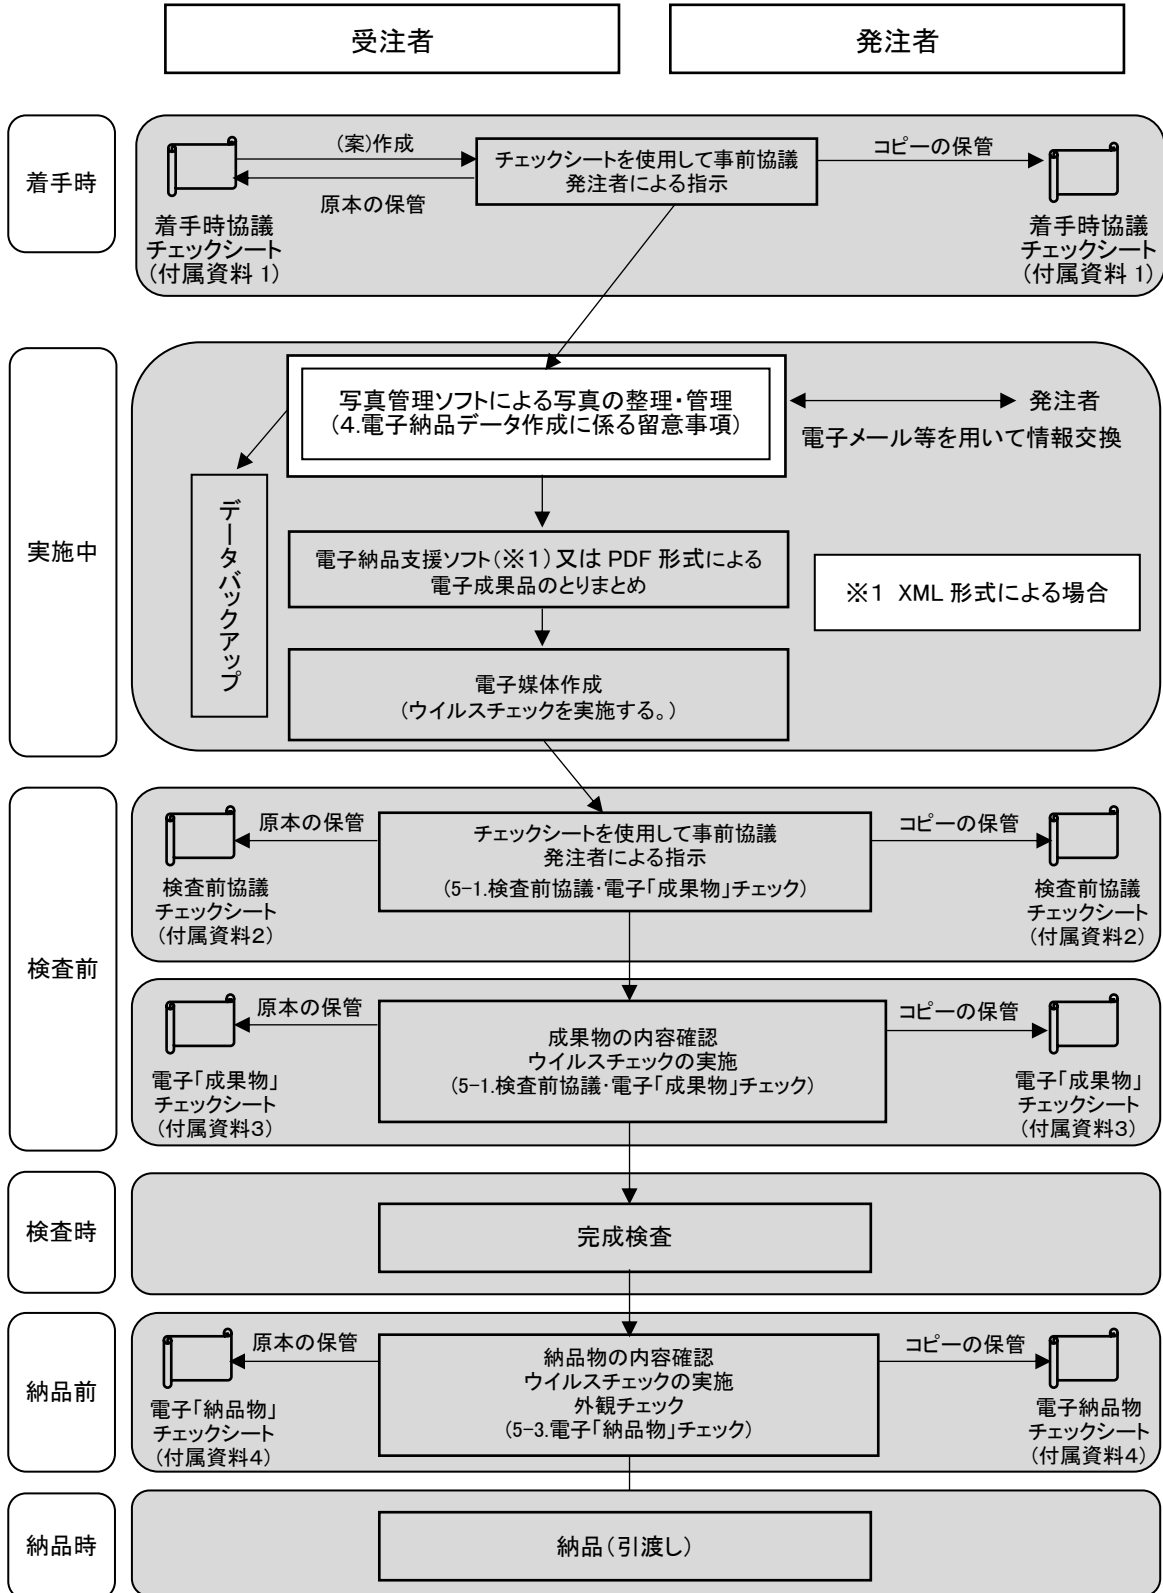 受注者
発注者
着手時
(案)作成
原本の保管
チェックシートを使用して事前協議
発注者による指示
コピーの保管
着手時協議
チェックシート
(付属資料 1)
着手時協議
チェックシート
(付属資料 1)
実施中
写真管理ソフトによる写真の整理・管理
(4.電子納品データ作成に係る留意事項)
発注者
電子メール等を用いて情報交換
データバックアップ
電子納品支援ソフト(※1)又は PDF 形式による
電子成果品のとりまとめ
※1 XML 形式による場合
電子媒体作成
(ウイルスチェックを実施する。)
検査前
原本の保管
チェックシートを使用して事前協議
発注者による指示
(5-1.検査前協議・電子「成果物」チェック)
コピーの保管
検査前協議
チェックシート
(付属資料2)
検査前協議
チェックシート
(付属資料2)
原本の保管
成果物の内容確認
ウイルスチェックの実施
(5-1.検査前協議・電子「成果物」チェック)
コピーの保管
電子「成果物」
チェックシート
(付属資料3)
電子「成果物」
チェックシート
(付属資料3)
検査時
完成検査
納品前
原本の保管
納品物の内容確認
ウイルスチェックの実施
外観チェック
(5-3.電子「納品物」チェック)
コピーの保管
電子「納品物」
チェックシート
(付属資料4)
電子納品物
チェックシート
(付属資料4)
納品時
納品(引渡し)